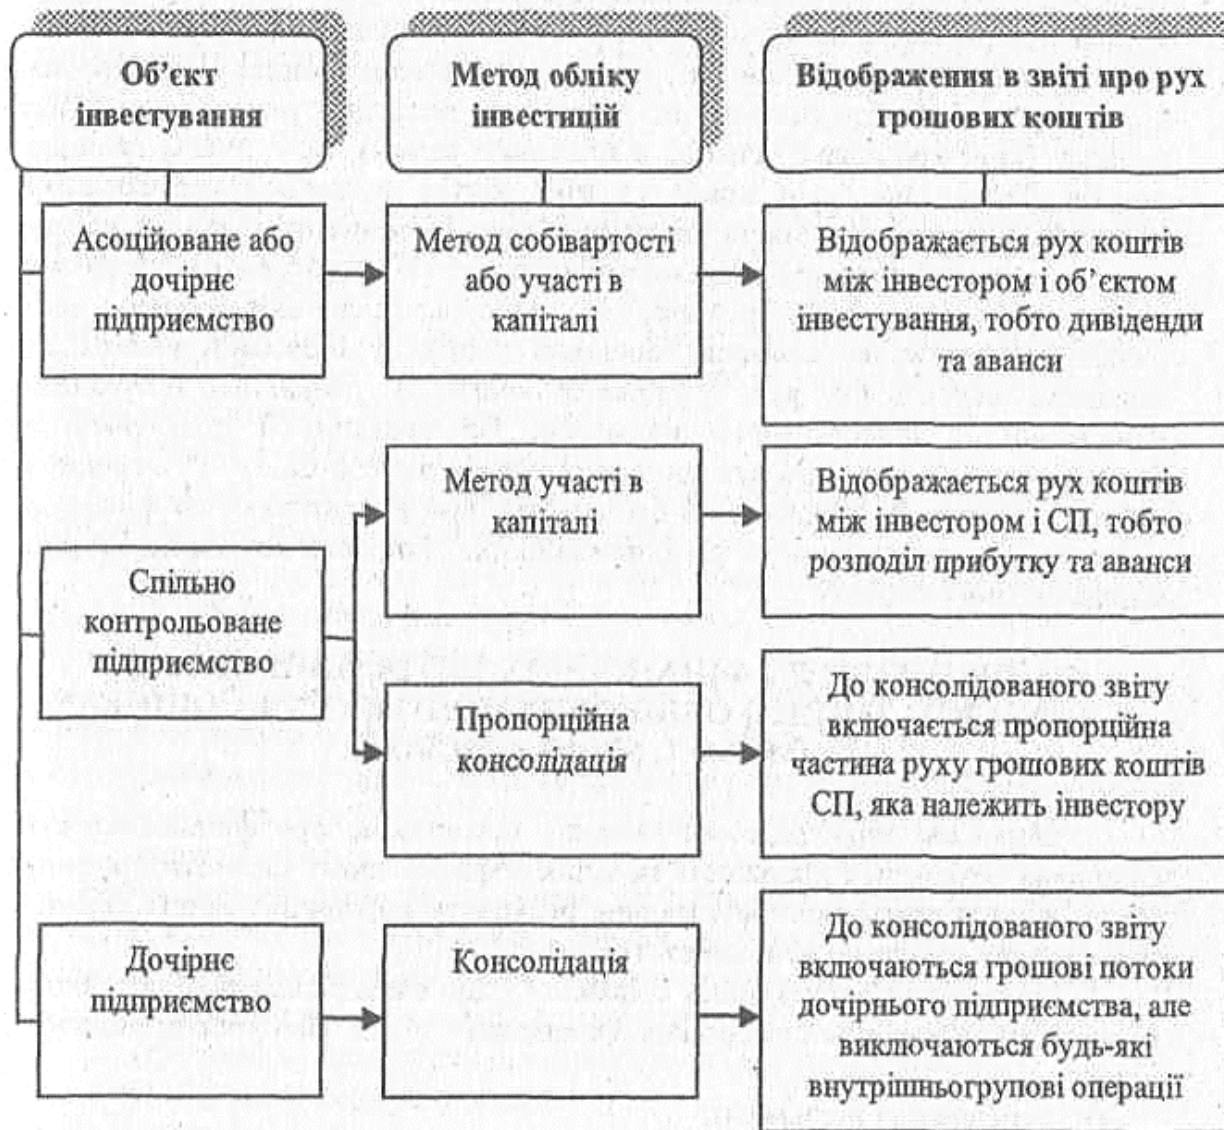 Об’єкт
інвестування
Метод обліку
інвестицій
Відображення в звіті про рух
грошових коштів
Асоційоване або
дочірнє
підприємство
Метод собівартості
або участі в
капіталі
Відображається рух коштів
між інвестором і об’єктом
інвестування, тобто дивіденди
та аванси
Спільно
контрольоване
підприємство
Метод участі в
капіталі
Відображається рух коштів
між інвестором і СП, тобто
розподіл прибутку та аванси
Пропорційна
консолідація
До консолідованого звіту
включається пропорційна
частина руху грошових коштів
СП, яка належить інвестору
Дочірнє
підприємство
Консолідація
До консолідованого звіту
включаються грошові потоки
дочірнього підприємства, але
виключаються будь-які
внутрішньогрупові операції